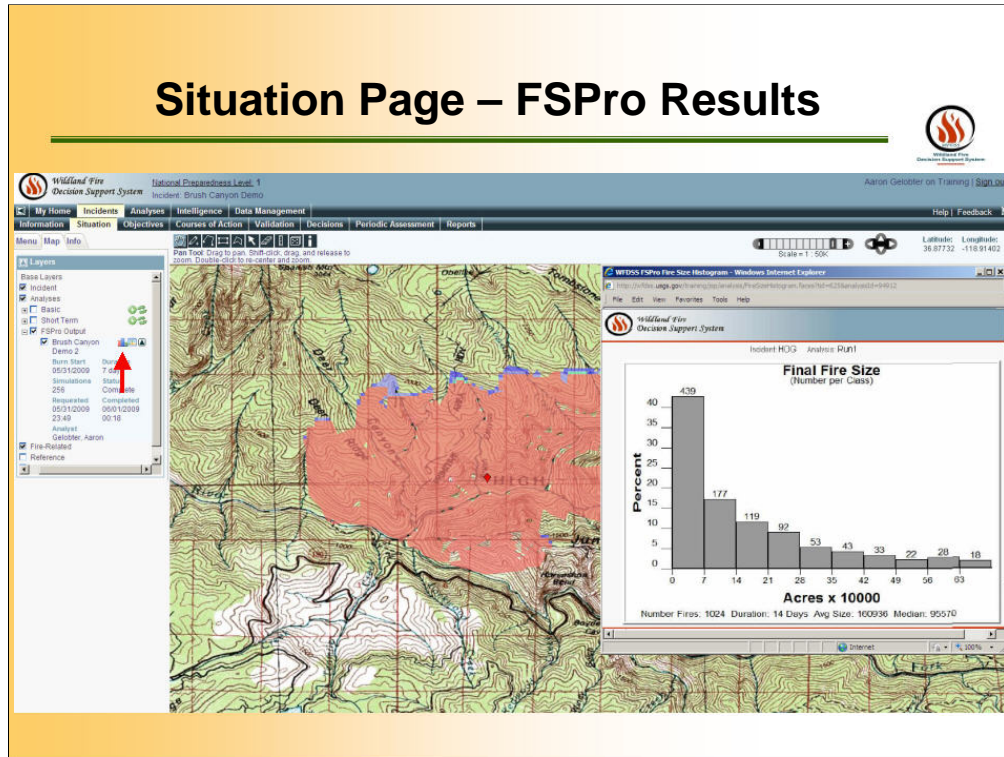 Situation Page – FSPro Results
Wildland Fire
Decision Support System
Wildland Fire
Decision Support System
National Preparedness Level: 1
Incident: Brush Canyon Demo
Aaron Gelobter on Training | Sign out
My Home Incidents Analyses Intelligence Data Management
Help | Feedback
Information Situation Objectives Courses of Action Validation Decisions Periodic Assessment Reports
Menu Map Info
Pan Tool: Drag to pan. Shift-click, drag, and release to
zoom. Double-click to re-center and zoom.
Scale = 1 : 50K
Latitude: Longitude:
36.87732 -118.91402
Layers
Base Layers
Incident
Analyses
Basic
Short Term
FSPro Output
Brush Canyon
Demo 2
Burn Start
05/31/2009 7
Simulations
256
Requested Completed
05/31/2009 06/01/2009
23:49 00:18
Analyst
Gelobter, Aaron
Fire-Related
Reference
Deer
Deer
HIGH
River
WFDSS FSPro Fire Size Histogram - Windows Internet Explorer
File Edit View Favorites Tools Help
Wildland Fire
Decision Support System
Incident HOG Analysis Run1
Final Fire Size
(Number per Class)
439
177
119
92
53
43
33
22
28
18
Percent
40
35
30
25
20
15
10
5
0
0 7 14 21 28 35 42 49 56 63
Acres x 10000
Number Fires: 1024 Duration: 14 Days Avg Size: 160936 Median: 95570
Internet
100%
Fork